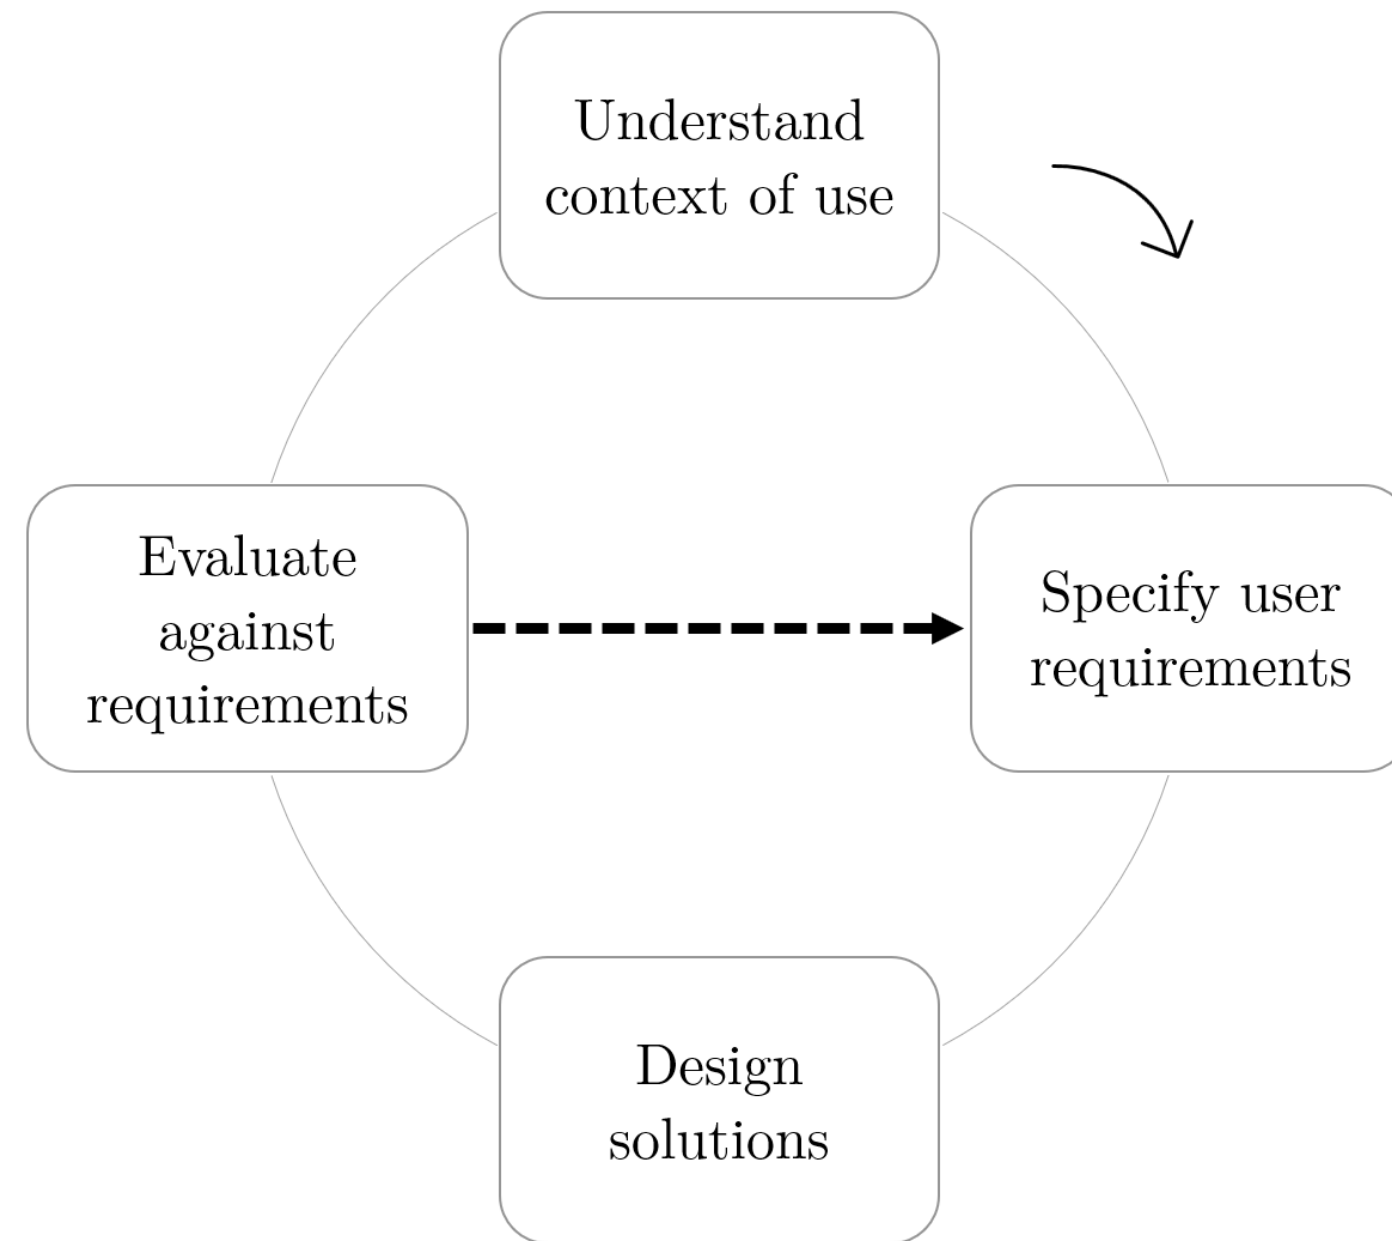 Understand
context of use
Evaluate
against
requirements
Specify user
requirements
Design
solutions